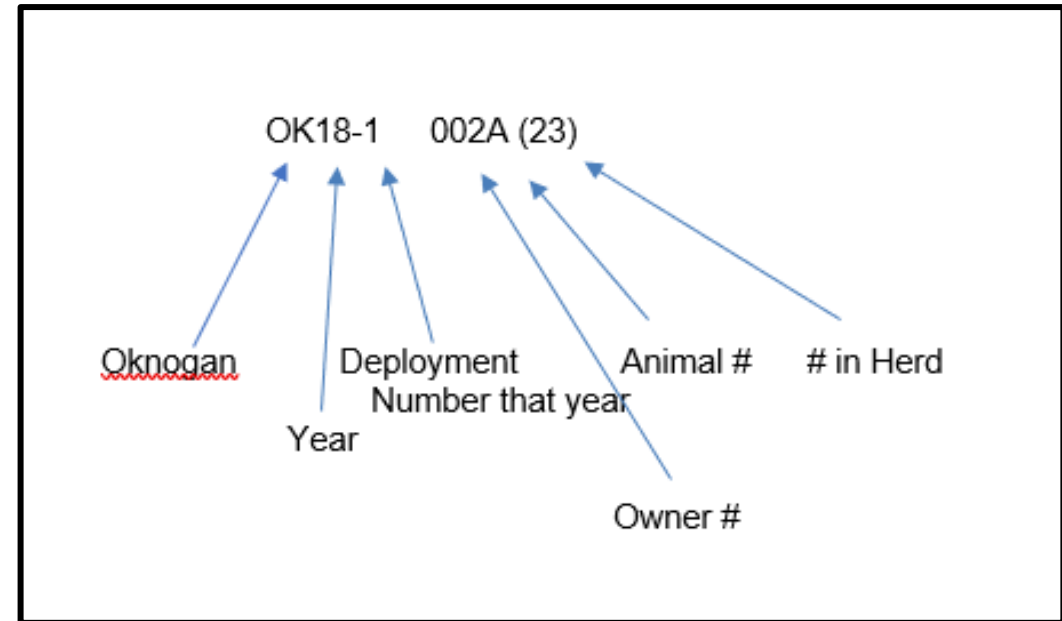 OK18-1 002A (23)
Oknogan
Deployment
Number that year
Animal #
# in Herd
Year
Owner #